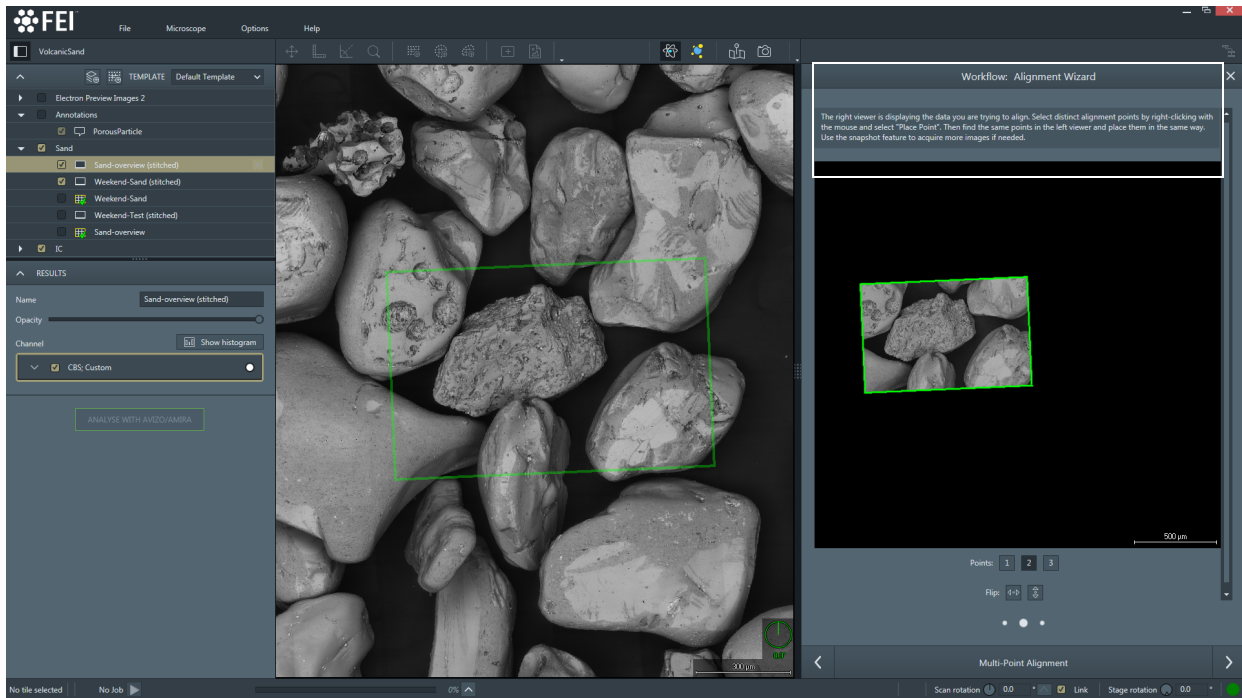 FEI
File Microscope Options Help
VolcanicSand
TEMPLATE Default Template
Electron Preview Images 2
Annotations
PorousParticle
Sand
Sand-overview (stitched)
Weekend-Sand (stitched)
Weekend-Sand
Weekend-Test (stitched)
Sand-overview
IC
RESULTS
Name Sand-overview (stitched)
Opacity
Channel Show histogram
CBS; Custom
ANALYSE WITH AVIZO/AMIRA
300 µm
Workflow: Alignment Wizard
The right viewer is displaying the data you are trying to align. Select distinct alignment points by right-clicking with
the mouse and select "Place Point". Then find the same points in the left viewer and place them in the same way.
Use the snapshot feature to acquire more images if needed.
500 µm
Points: 1 2 3
Flip:
Multi-Point Alignment
No tile selected No Job 0% Scan rotation 0.0 ° Link Stage rotation 0.0 °